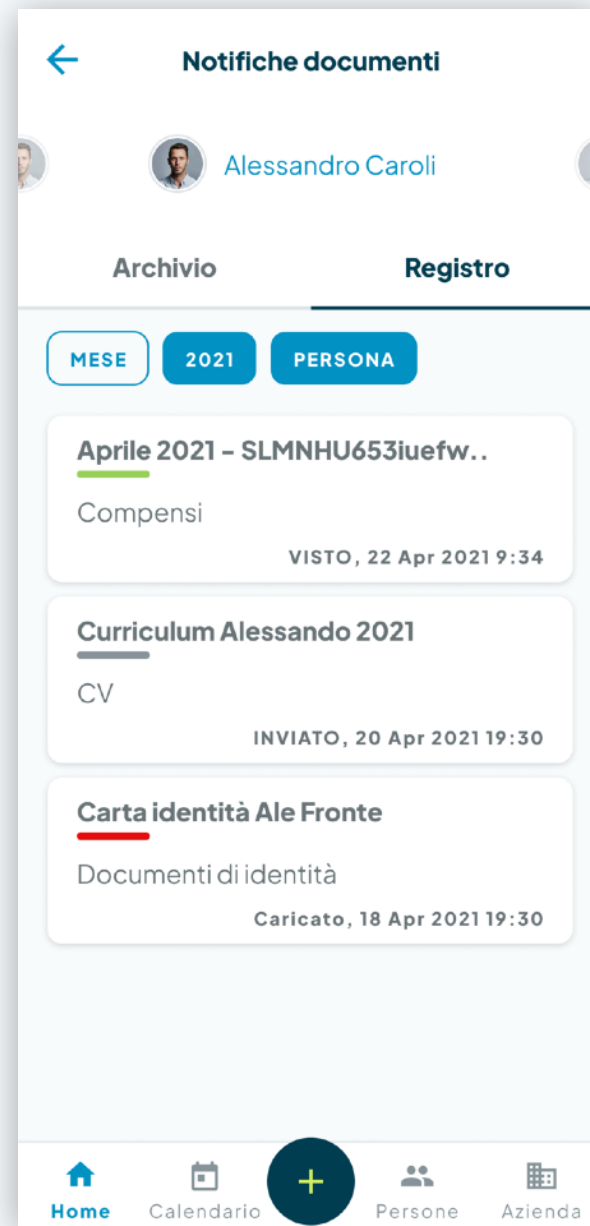 Notifiche documenti
Alessandro Caroli
Archivio
Registro
MESE
2021
PERSONA
Aprile 2021 - SLMNHU653iuefw..
Compensi
VISTO, 22 Apr 2021 9:34
Curriculum Alessando 2021
CV
INVIATO, 20 Apr 2021 19:30
Carta identità Ale Fronte
Documenti di identità
Caricato, 18 Apr 2021 19:30
Home
Calendario
Persone
Azienda